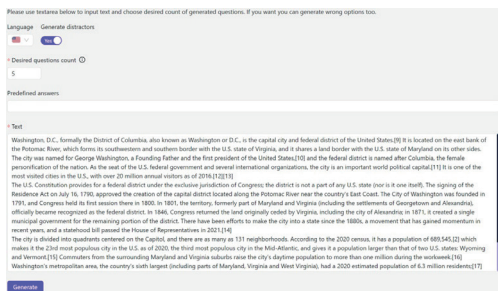 Please use textarea below to input text and choose desired count of generated questions. If you want you can generate wrong options too.
Language Generate distractors
Yes
* Desired questions count
5
Predefined answers
* Text
Washington, D.C., formally the District of Columbia, also known as Washington or D.C., is the capital city and federal district of the United States.[9] It is located on the east bank of
the Potomac River, which forms its southwestern and southern border with the U.S. state of Virginia, and it shares a land border with the U.S. state of Maryland on its other sides.
The city was named for George Washington, a Founding Father and the first president of the United States,[10] and the federal district is named after Columbia, the female
personification of the nation. As the seat of the U.S. federal government and several international organizations, the city is an important world political capital.[11] It is one of the
most visited cities in the U.S., with over 20 million annual visitors as of 2016.[12][13]
The U.S. Constitution provides for a federal district under the exclusive jurisdiction of Congress; the district is not a part of any U.S. state (nor is it one itself). The signing of the
Residence Act on July 16, 1790, approved the creation of the capital district located along the Potomac River near the country's East Coast. The City of Washington was founded in
1791, and Congress held its first session there in 1800. In 1801, the territory, formerly part of Maryland and Virginia (including the settlements of Georgetown and Alexandria),
officially became recognized as the federal district. In 1846, Congress returned the land originally ceded by Virginia, including the city of Alexandria; in 1871, it created a single
municipal government for the remaining portion of the district. There have been efforts to make the city into a state since the 1880s, a movement that has gained momentum in
recent years, and a statehood bill passed the House of Representatives in 2021.[14]
The city is divided into quadrants centered on the Capitol, and there are as many as 131 neighborhoods. According to the 2020 census, it has a population of 689,545,[2] which
makes it the 23rd most populous city in the U.S. as of 2020, the third most populous city in the Mid-Atlantic, and gives it a population larger than that of two U.S. states: Wyoming
and Vermont.[15] Commuters from the surrounding Maryland and Virginia suburbs raise the city's daytime population to more than one million during the workweek.[16]
Washington's metropolitan area, the country's sixth largest (including parts of Maryland, Virginia and West Virginia), had a 2020 estimated population of 6.3 million residents.[17]
Generate